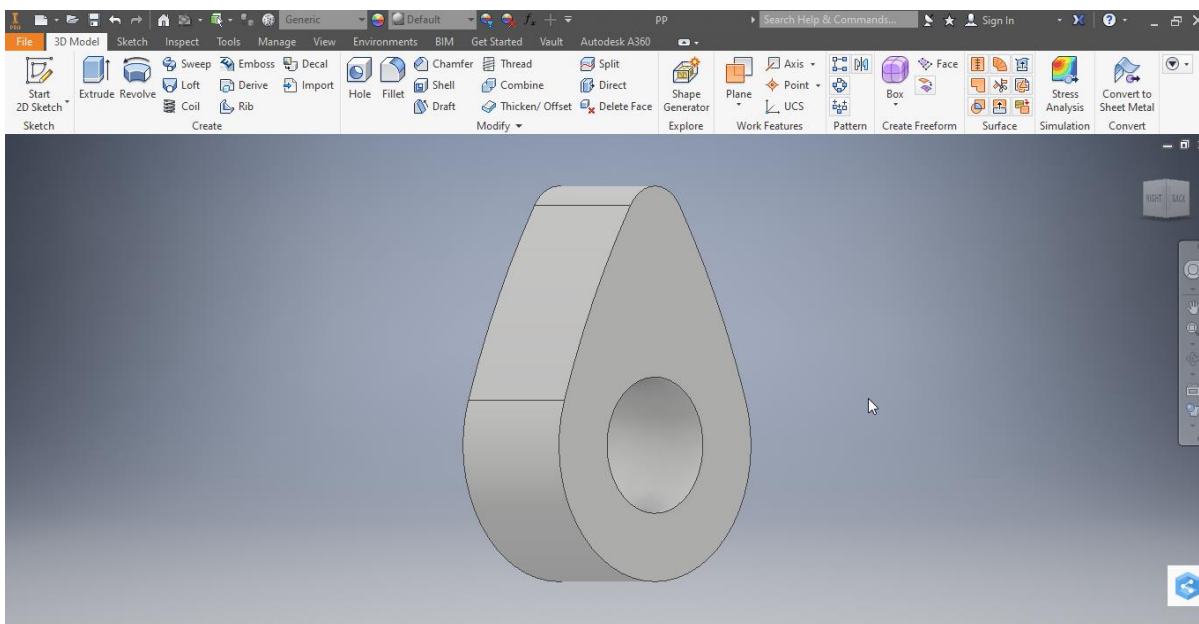 PRO Generic Default fx PP Search Help & Commands... Sign In ?
File 3D Model Sketch Inspect Tools Manage View Environments BIM Get Started Vault Autodesk A360
Start 2D Sketch
Extrude Revolve
Sweep Emboss Decal
Loft Derive Import
Coil Rib
Hole Fillet
Chamfer Thread Split
Shell Combine Direct
Draft Thicken/ Offset Delete Face
Shape Generator
Plane
Axis
Point
UCS
Box
Face
Stress Analysis
Convert to Sheet Metal
Sketch Create Modify Explore Work Features Pattern Create Freeform Surface Simulation Convert
RIGHT BACK